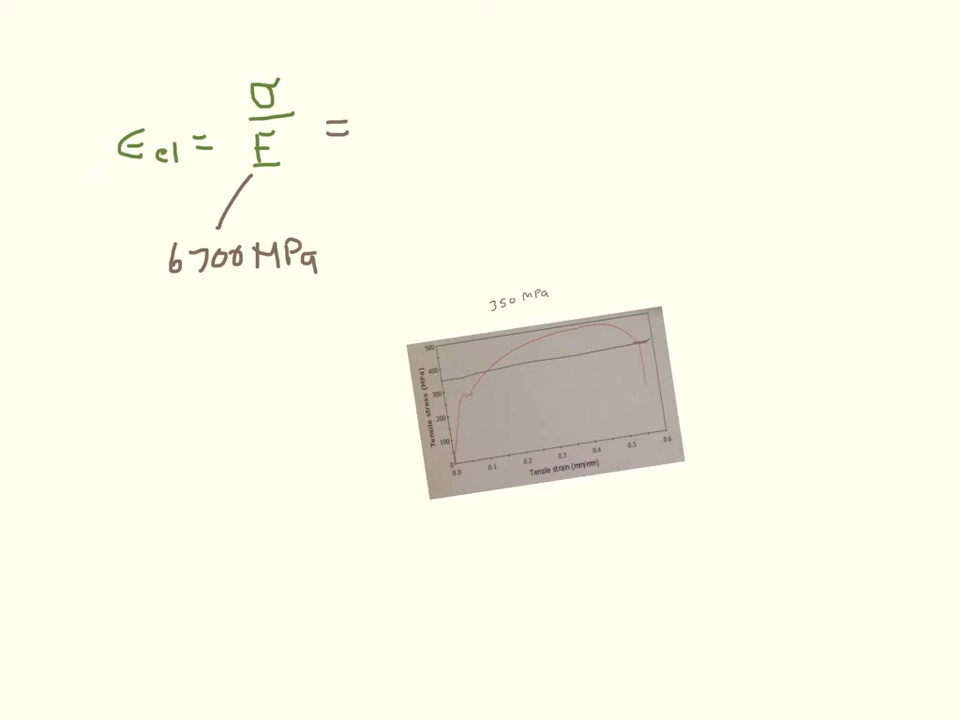 ϵel = σ/E =
6700 MPa
350 MPa
500
400
300
200
100
0
Tensile stress (MPa)
0.0 0.1 0.2 0.3 0.4 0.5 0.6
Tensile strain (mm/mm)